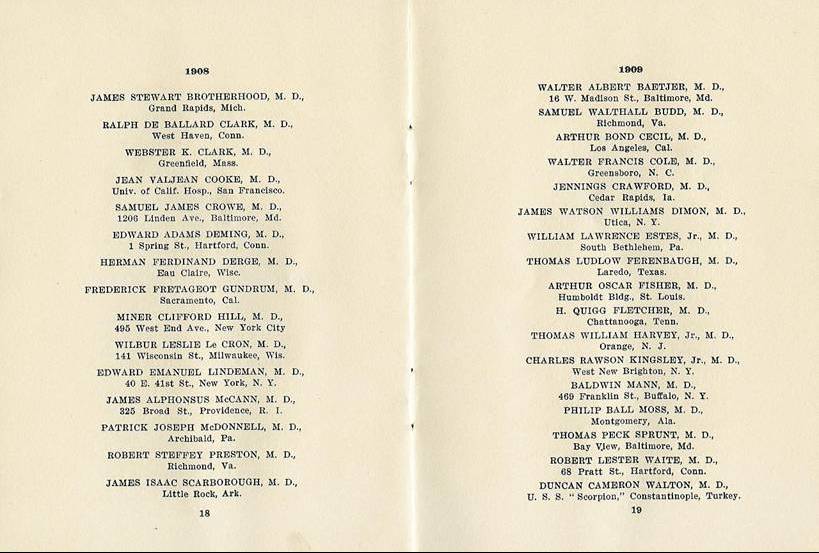 1908
JAMES STEWART BROTHERHOOD, M. D.,
Grand Rapids, Mich.
RALPH DE BALLARD CLARK, M. D.,
West Haven, Conn.
WEBSTER K. CLARK, M. D.,
Greenfield, Mass.
JEAN VALJEAN COOKE, M. D.,
Univ. of Calif. Hosp., San Francisco.
SAMUEL JAMES CROWE, M. D.,
1206 Linden Ave., Baltimore, Md.
EDWARD ADAMS DEMING, M. D.,
1 Spring St., Hartford, Conn.
HERMAN FERDINAND DERGE, M. D.,
Eau Claire, Wisc.
FREDERICK FRETAGEOT GUNDRUM, M. D.,
Sacramento, Cal.
MINER CLIFFORD HILL, M. D.,
495 West End Ave., New York City
WILBUR LESLIE Le CRON, M. D.,
141 Wisconsin St., Milwaukee, Wis.
EDWARD EMANUEL LINDEMAN, M. D.,
40 E. 41st St., New York, N. Y.
JAMES ALPHONSUS McCANN, M. D.,
325 Broad St., Providence, R. I.
PATRICK JOSEPH McDONNELL, M. D.,
Archibald, Pa.
ROBERT STEFFEY PRESTON, M. D.,
Richmond, Va.
JAMES ISAAC SCARBOROUGH, M. D.,
Little Rock, Ark.
18
1909
WALTER ALBERT BAETJER, M. D.,
16 W. Madison St., Baltimore, Md.
SAMUEL WALTHALL BUDD, M. D.,
Richmond, Va.
ARTHUR BOND CECIL, M. D.,
Los Angeles, Cal.
WALTER FRANCIS COLE, M. D.,
Greensboro, N. C.
JENNINGS CRAWFORD, M. D.,
Cedar Rapids, Ia.
JAMES WATSON WILLIAMS DIMON, M. D.,
Utica, N. Y.
WILLIAM LAWRENCE ESTES, Jr., M. D.,
South Bethlehem, Pa.
THOMAS LUDLOW FERENBAUGH, M. D.,
Laredo, Texas.
ARTHUR OSCAR FISHER, M. D.,
Humboldt Bldg., St. Louis.
H. QUIGG FLETCHER, M. D.,
Chattanooga, Tenn.
THOMAS WILLIAM HARVEY, Jr., M. D.,
Orange, N. J.
CHARLES RAWSON KINGSLEY, Jr., M. D.,
West New Brighton, N. Y.
BALDWIN MANN, M. D.,
469 Franklin St., Buffalo, N. Y.
PHILIP BALL MOSS, M. D.,
Montgomery, Ala.
THOMAS PECK SPRUNT, M. D.,
Bay View, Baltimore, Md.
ROBERT LESTER WAITE, M. D.,
68 Pratt St., Hartford, Conn.
DUNCAN CAMERON WALTON, M. D.,
U. S. S. "Scorpion," Constantinople, Turkey.
19